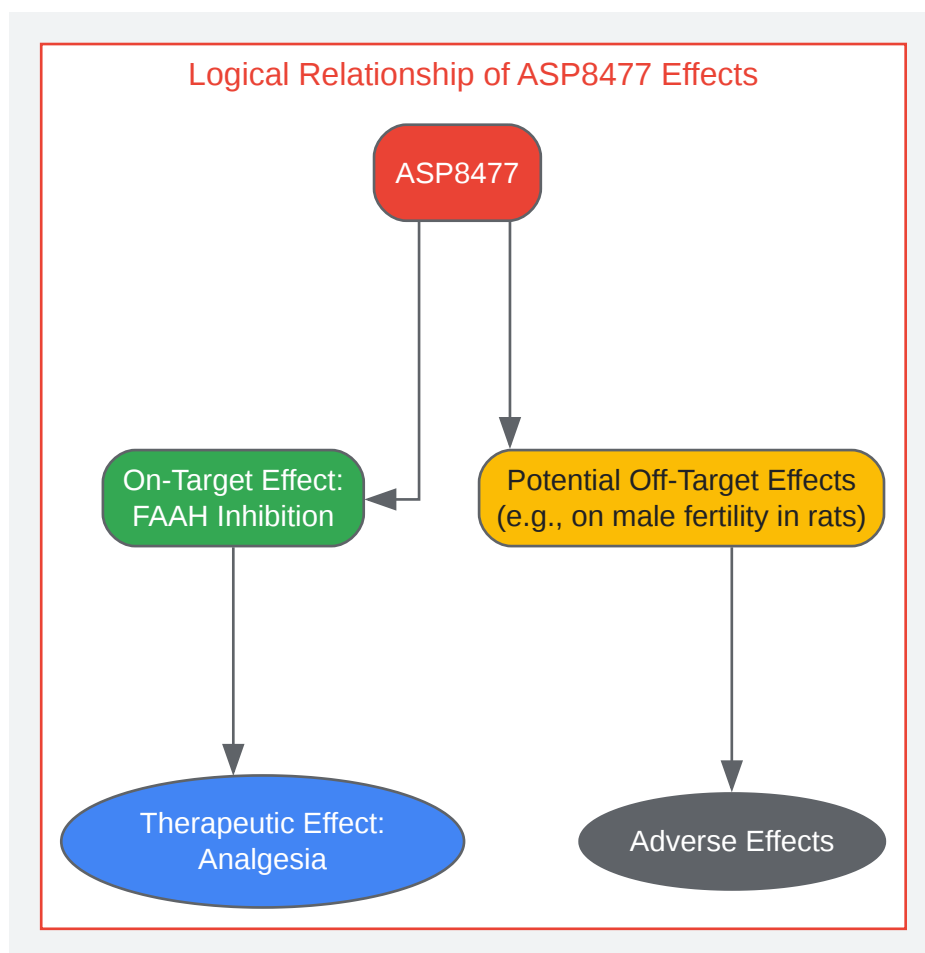 Logical Relationship of ASP8477 Effects
ASP8477
On-Target Effect:
FAAH Inhibition
Potential Off-Target Effects
(e.g., on male fertility in rats)
Therapeutic Effect:
Analgesia
Adverse Effects